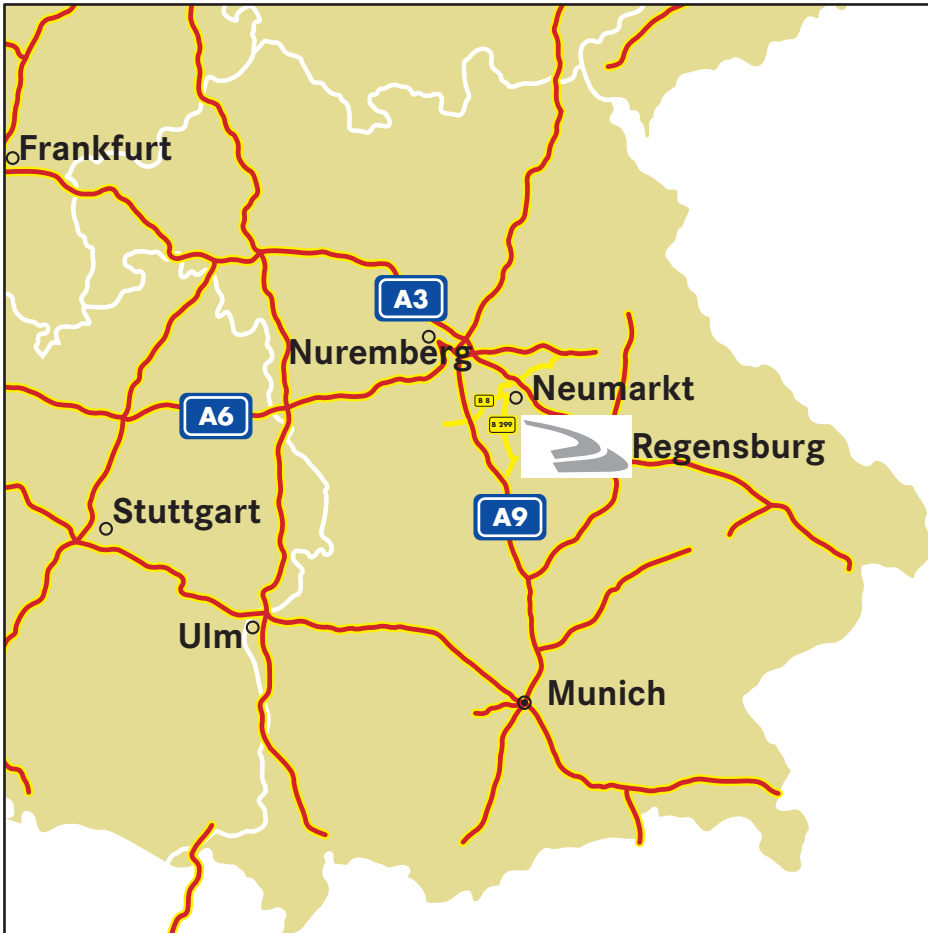 Frankfurt
A3
Nuremberg
Neumarkt
B 8
A6
B 299
Regensburg
Stuttgart
A9
Ulm
Munich